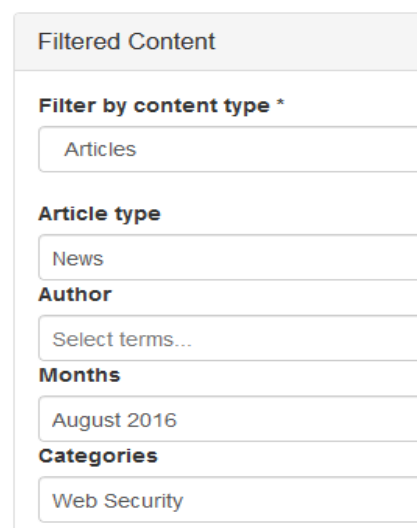 Filtered Content
Filter by content type *
Articles
Article type
News
Author
Select terms...
Months
August 2016
Categories
Web Security